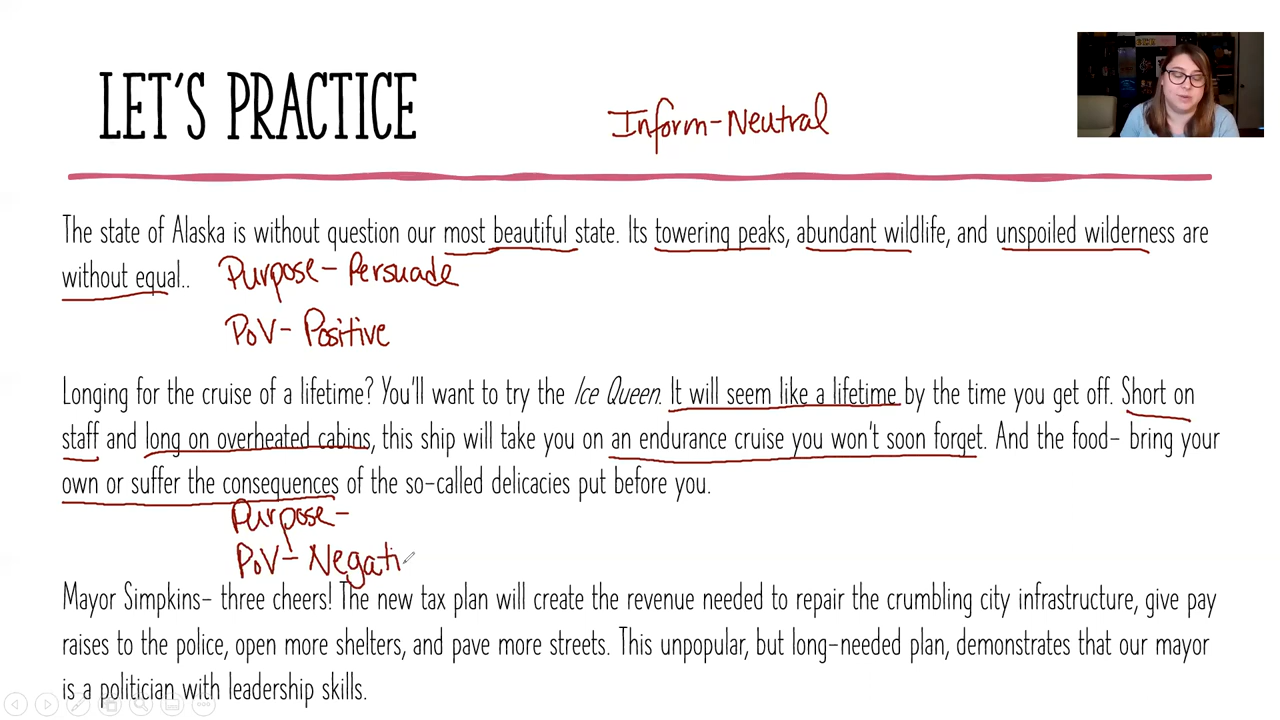 LET'S PRACTICE
Inform-Neutral
The state of Alaska is without question our most beautiful state. Its towering peaks, abundant wildlife, and unspoiled wilderness are
without equal..
Purpose- Persuade
PoV- Positive
Longing for the cruise of a lifetime? You'll want to try the Ice Queen. It will seem like a lifetime by the time you get off. Short on
staff and long on overheated cabins, this ship will take you on an endurance cruise you won't soon forget. And the food- bring your
own or suffer the consequences of the so-called delicacies put before you.
Purpose-
PoV- Negati
Mayor Simpkins- three cheers! The new tax plan will create the revenue needed to repair the crumbling city infrastructure, give pay
raises to the police, open more shelters, and pave more streets. This unpopular, but long-needed plan, demonstrates that our mayor
is a politician with leadership skills.